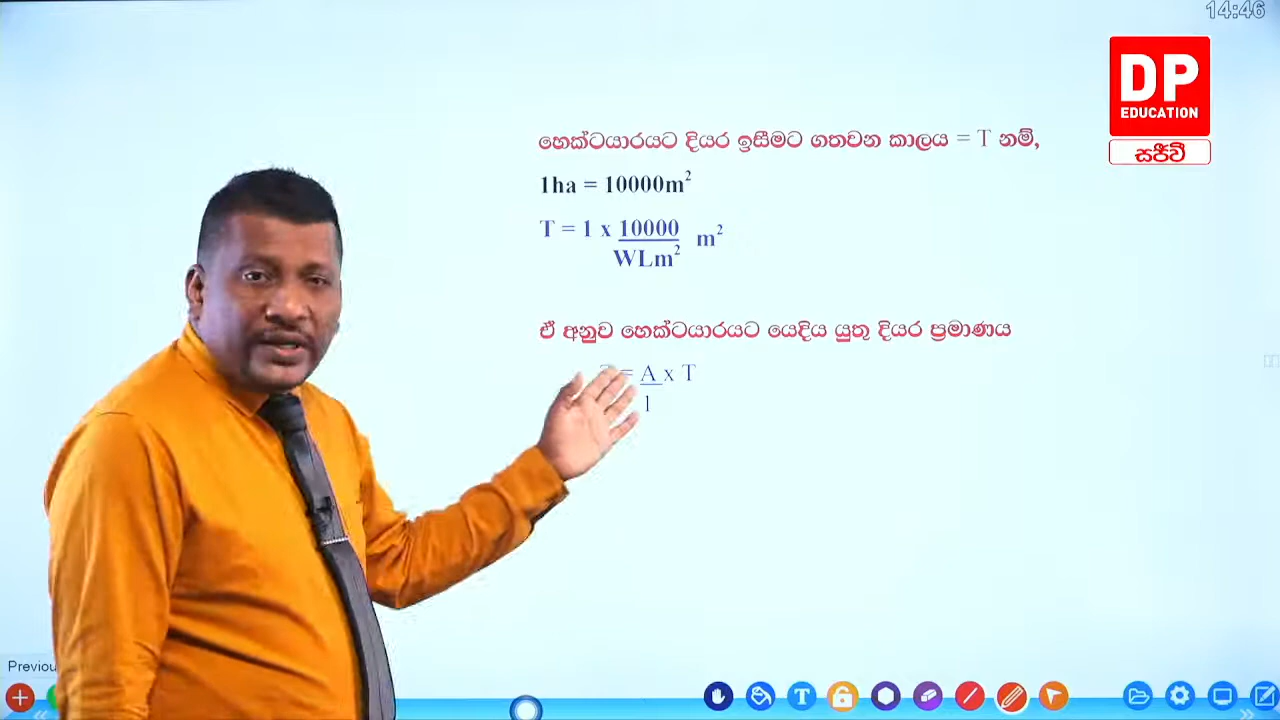 14:46
DP
EDUCATION
සජීවී
හෙක්ටයාරයට දියර ඉසීමට ගතවන කාලය = T නම්,
1ha = 10000m²
T = 1 x 10000 m²
WLm²
ඒ අනුව හෙක්ටයාරයට යෙදිය යුතු දියර ප්‍රමාණය
= A x T
1
Previou
T